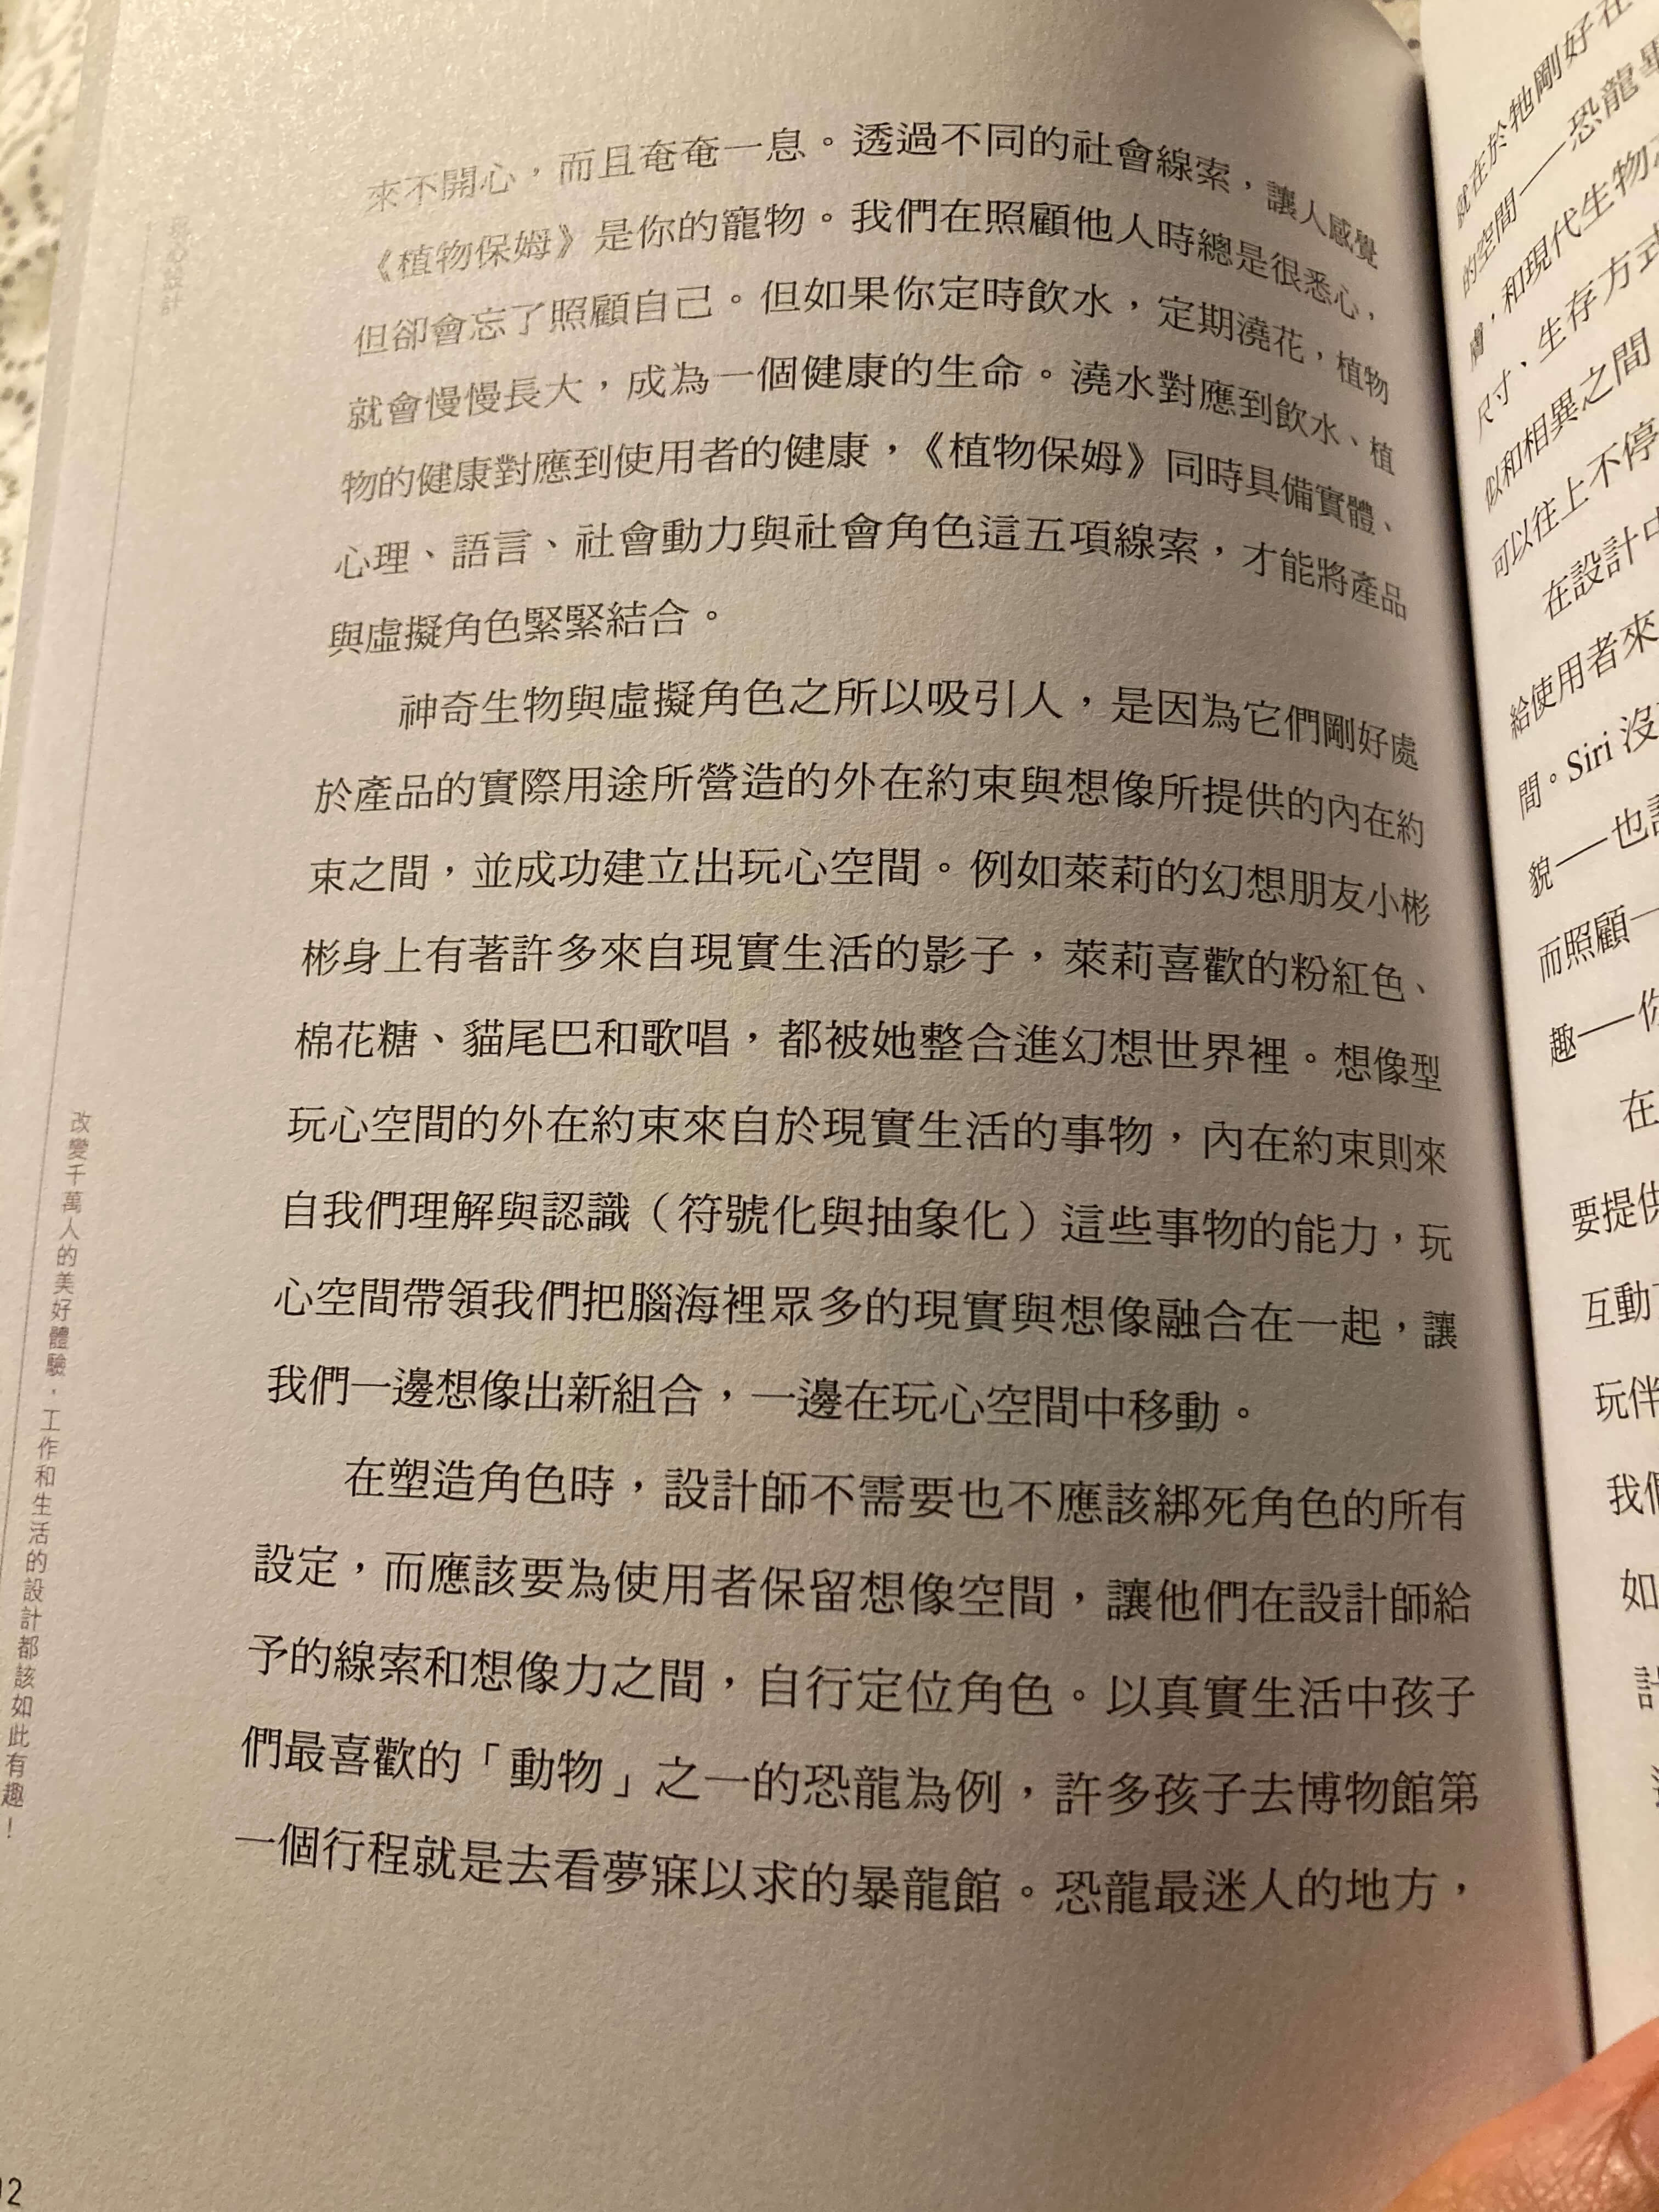 玩心設計
改變千萬人的美好體驗，工作和生活的設計都該如此有趣！
來不開心，而且奄奄一息。透過不同的社會線索，讓人感覺
《植物保姆》是你的寵物。我們在照顧他人時總是很悉心，
但卻會忘了照顧自己。但如果你定時飲水，定期澆花，植物
就會慢慢長大，成為一個健康的生命。澆水對應到飲水、植
物的健康對應到使用者的健康，《植物保姆》同時具備實體、
心理、語言、社會動力與社會角色這五項線索，才能將產品
與虛擬角色緊緊結合。
神奇生物與虛擬角色之所以吸引人，是因為它們剛好處
於產品的實際用途所營造的外在約束與想像所提供的內在約
束之間，並成功建立出玩心空間。例如萊莉的幻想朋友小彬
彬身上有著許多來自現實生活的影子，萊莉喜歡的粉紅色、
棉花糖、貓尾巴和歌唱，都被她整合進幻想世界裡。想像型
玩心空間的外在約束來自於現實生活的事物，內在約束則來
自我們理解與認識（符號化與抽象化）這些事物的能力，玩
心空間帶領我們把腦海裡眾多的現實與想像融合在一起，讓
我們一邊想像出新組合，一邊在玩心空間中移動。
在塑造角色時，設計師不需要也不應該綁死角色的所有
設定，而應該要為使用者保留想像空間，讓他們在設計師給
予的線索和想像力之間，自行定位角色。以真實生活中孩子
們最喜歡的「動物」之一的恐龍為例，許多孩子去博物館第
一個行程就是去看夢寐以求的暴龍館。恐龍最迷人的地方，
就在於牠剛好在
的空間——恐龍畢
，和現代生物
尺寸、生存方式
似和相異之間
可以往上不停
在設計中
給使用者來
間。Siri 沒
貌——也
而照顧一
趣——你
在
要提供
互動
玩伴
我們
如
計